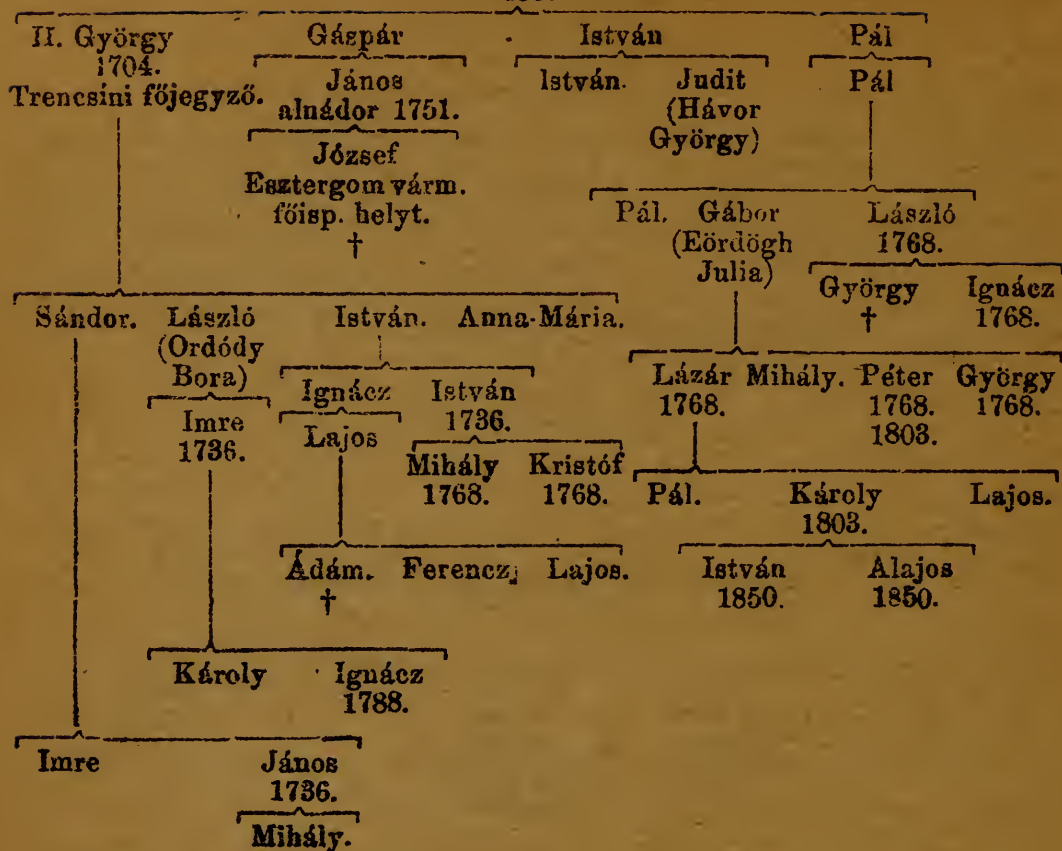 II. György Gáspár István Pál
1704. János István. Judit Pál
Trencsíni főjegyző. alnádor 1751. (Hávor
József György)
Esztergom várm.
főisp. helyt. Pál. Gábor László
† (Eördögh 1768.
Julia)
György Ignácz
† 1768.
Sándor. László István. Anna-Mária.
(Ordódy
Bora) Lázár Mihály. Péter György
Ignácz István 1768. 1768. 1768.
Imre 1736. 1803.
1736. Lajos
Mihály Kristóf
1768. 1768. Pál. Károly Lajos.
1803.
Ádám. Ferencz, Lajos. István Alajos
† 1850. 1850.
Károly Ignácz
1788.
Imre János
1736.
Mihály.